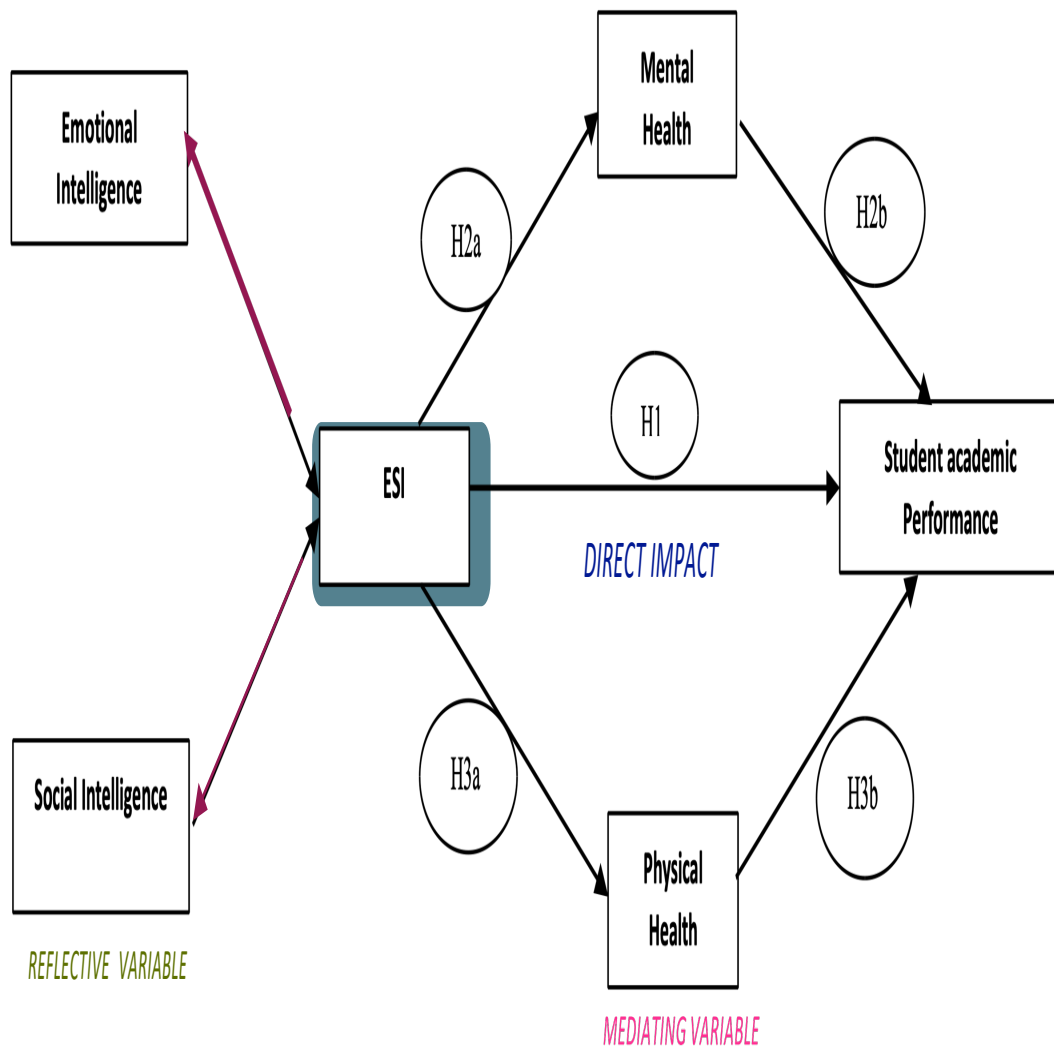 Mental
Health
Emotional
Intelligence
H2a
H2b
H1
ESI
Student academic
Performance
DIRECT IMPACT
H3a
H3b
Social Intelligence
Physical
Health
REFLECTIVE VARIABLE
MEDIATING VARIABLE